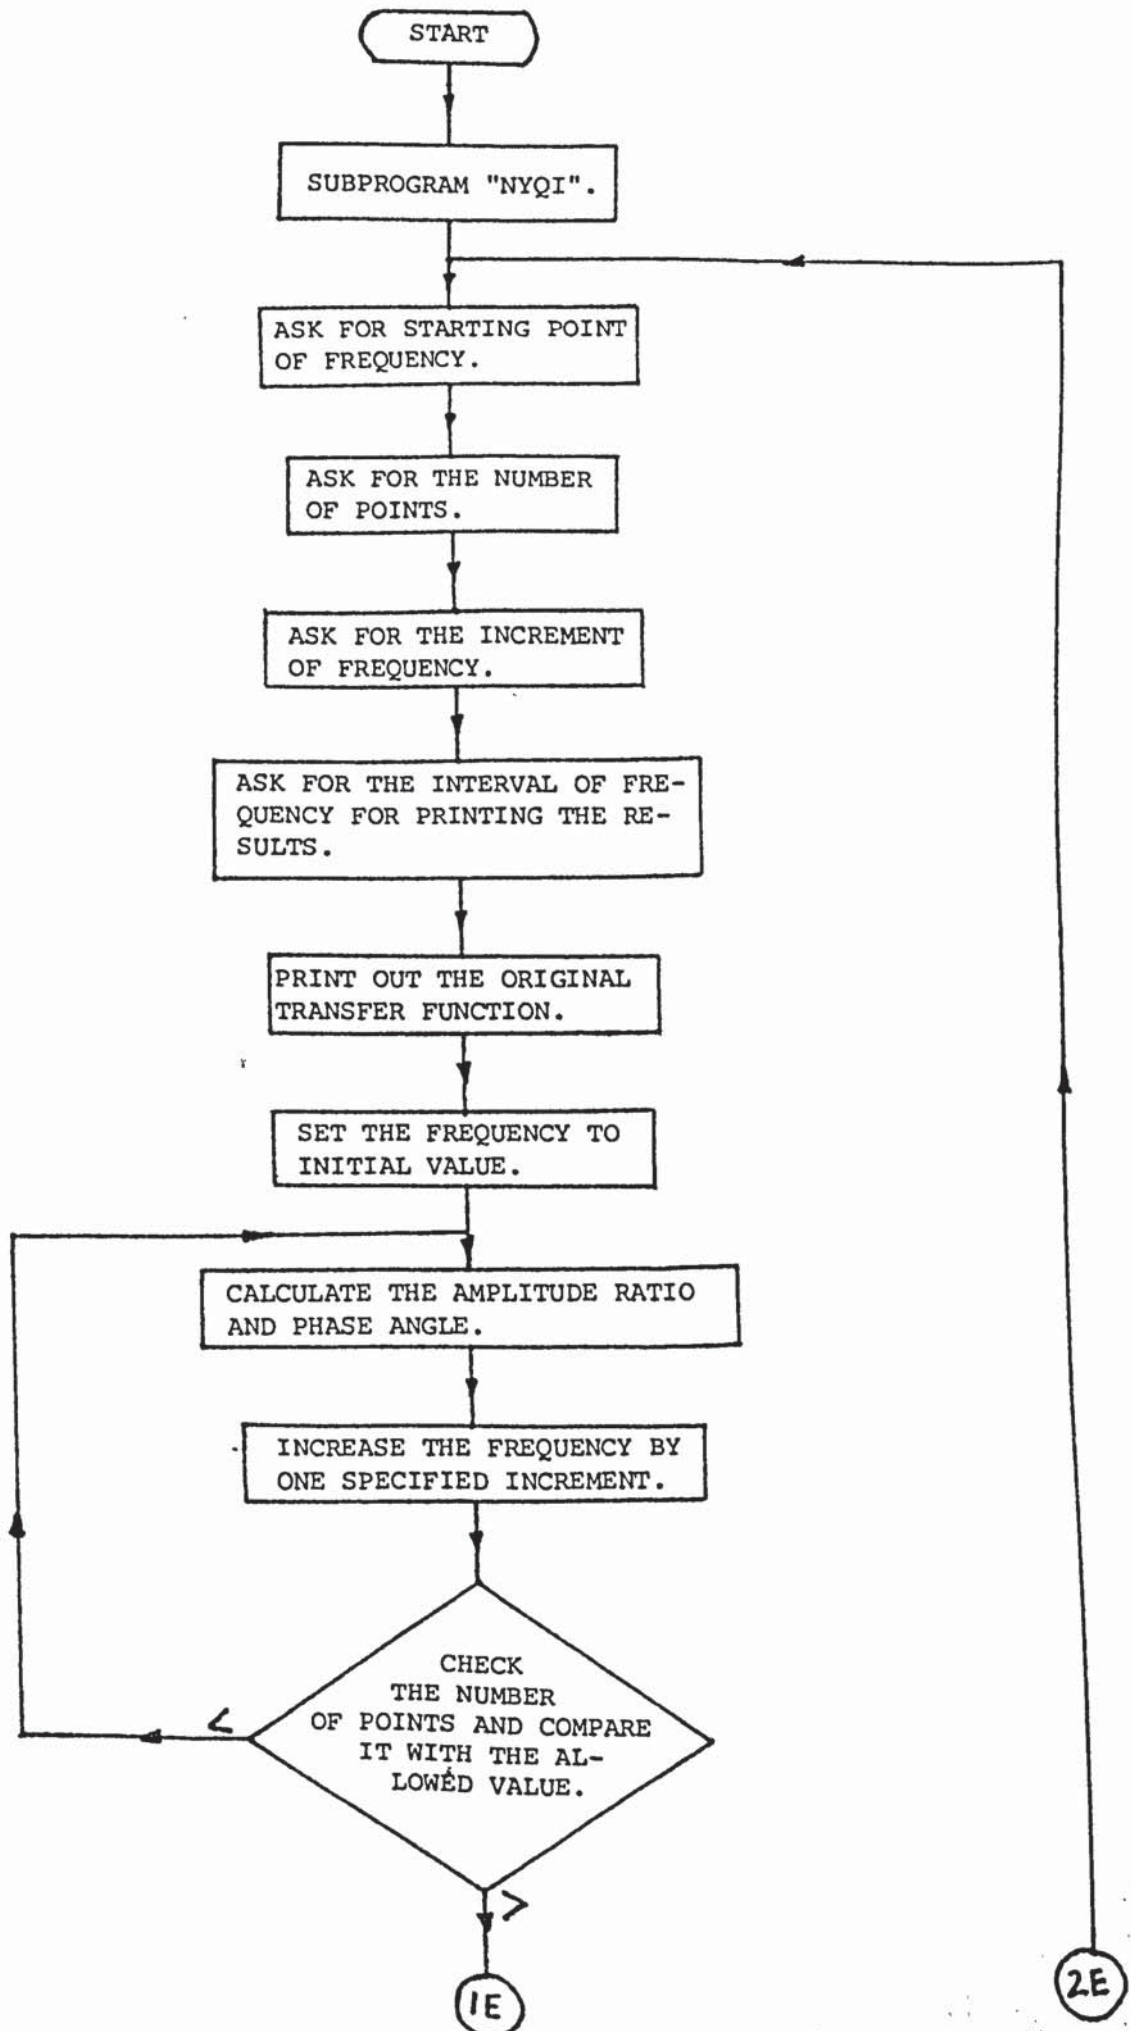 START
SUBPROGRAM "NYQI".
ASK FOR STARTING POINT
OF FREQUENCY.
ASK FOR THE NUMBER
OF POINTS.
ASK FOR THE INCREMENT
OF FREQUENCY.
ASK FOR THE INTERVAL OF FRE-
QUENCY FOR PRINTING THE RE-
SULTS.
PRINT OUT THE ORIGINAL
TRANSFER FUNCTION.
SET THE FREQUENCY TO
INITIAL VALUE.
CALCULATE THE AMPLITUDE RATIO
AND PHASE ANGLE.
INCREASE THE FREQUENCY BY
ONE SPECIFIED INCREMENT.
CHECK
THE NUMBER
OF POINTS AND COMPARE
IT WITH THE AL-
LOWED VALUE.
<
>
1E
2E